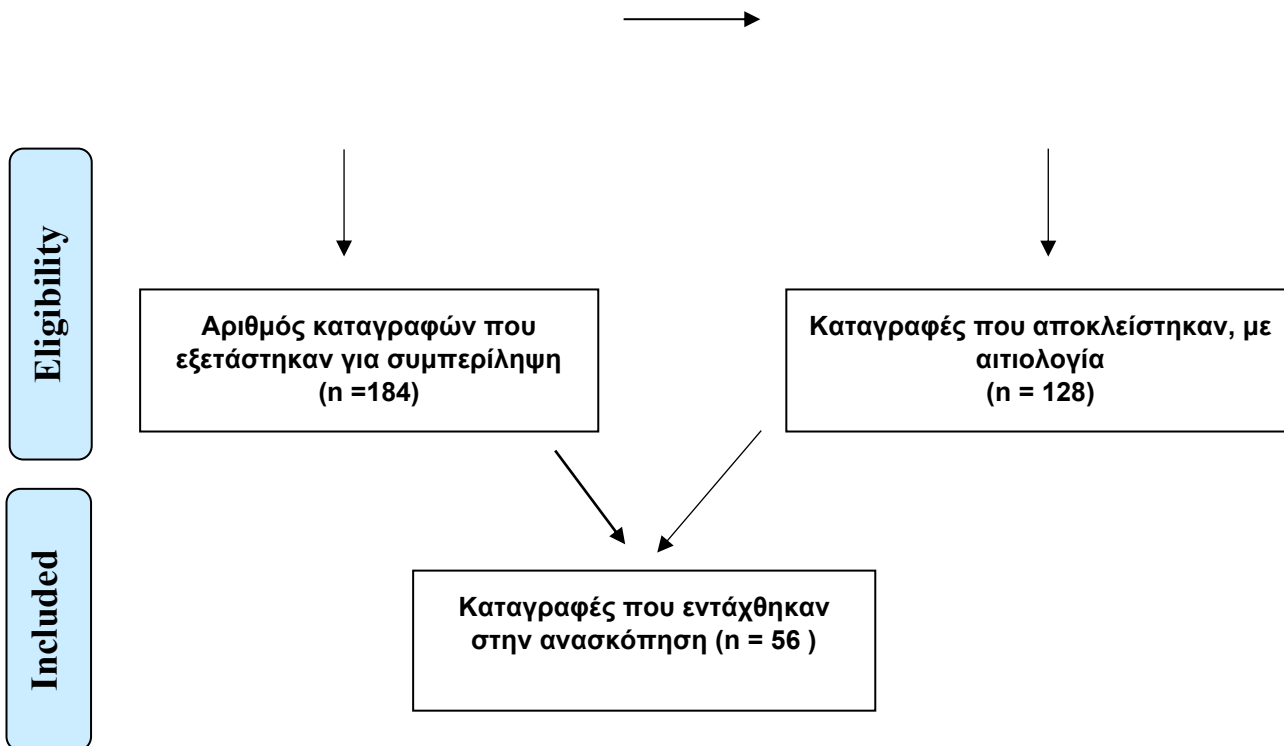 Eligibility
Αριθμός καταγραφών που
εξετάστηκαν για συμπερίληψη
(n =184)
Καταγραφές που αποκλείστηκαν, με
αιτιολογία
(n = 128)
Included
Καταγραφές που εντάχθηκαν
στην ανασκόπηση (n = 56 )